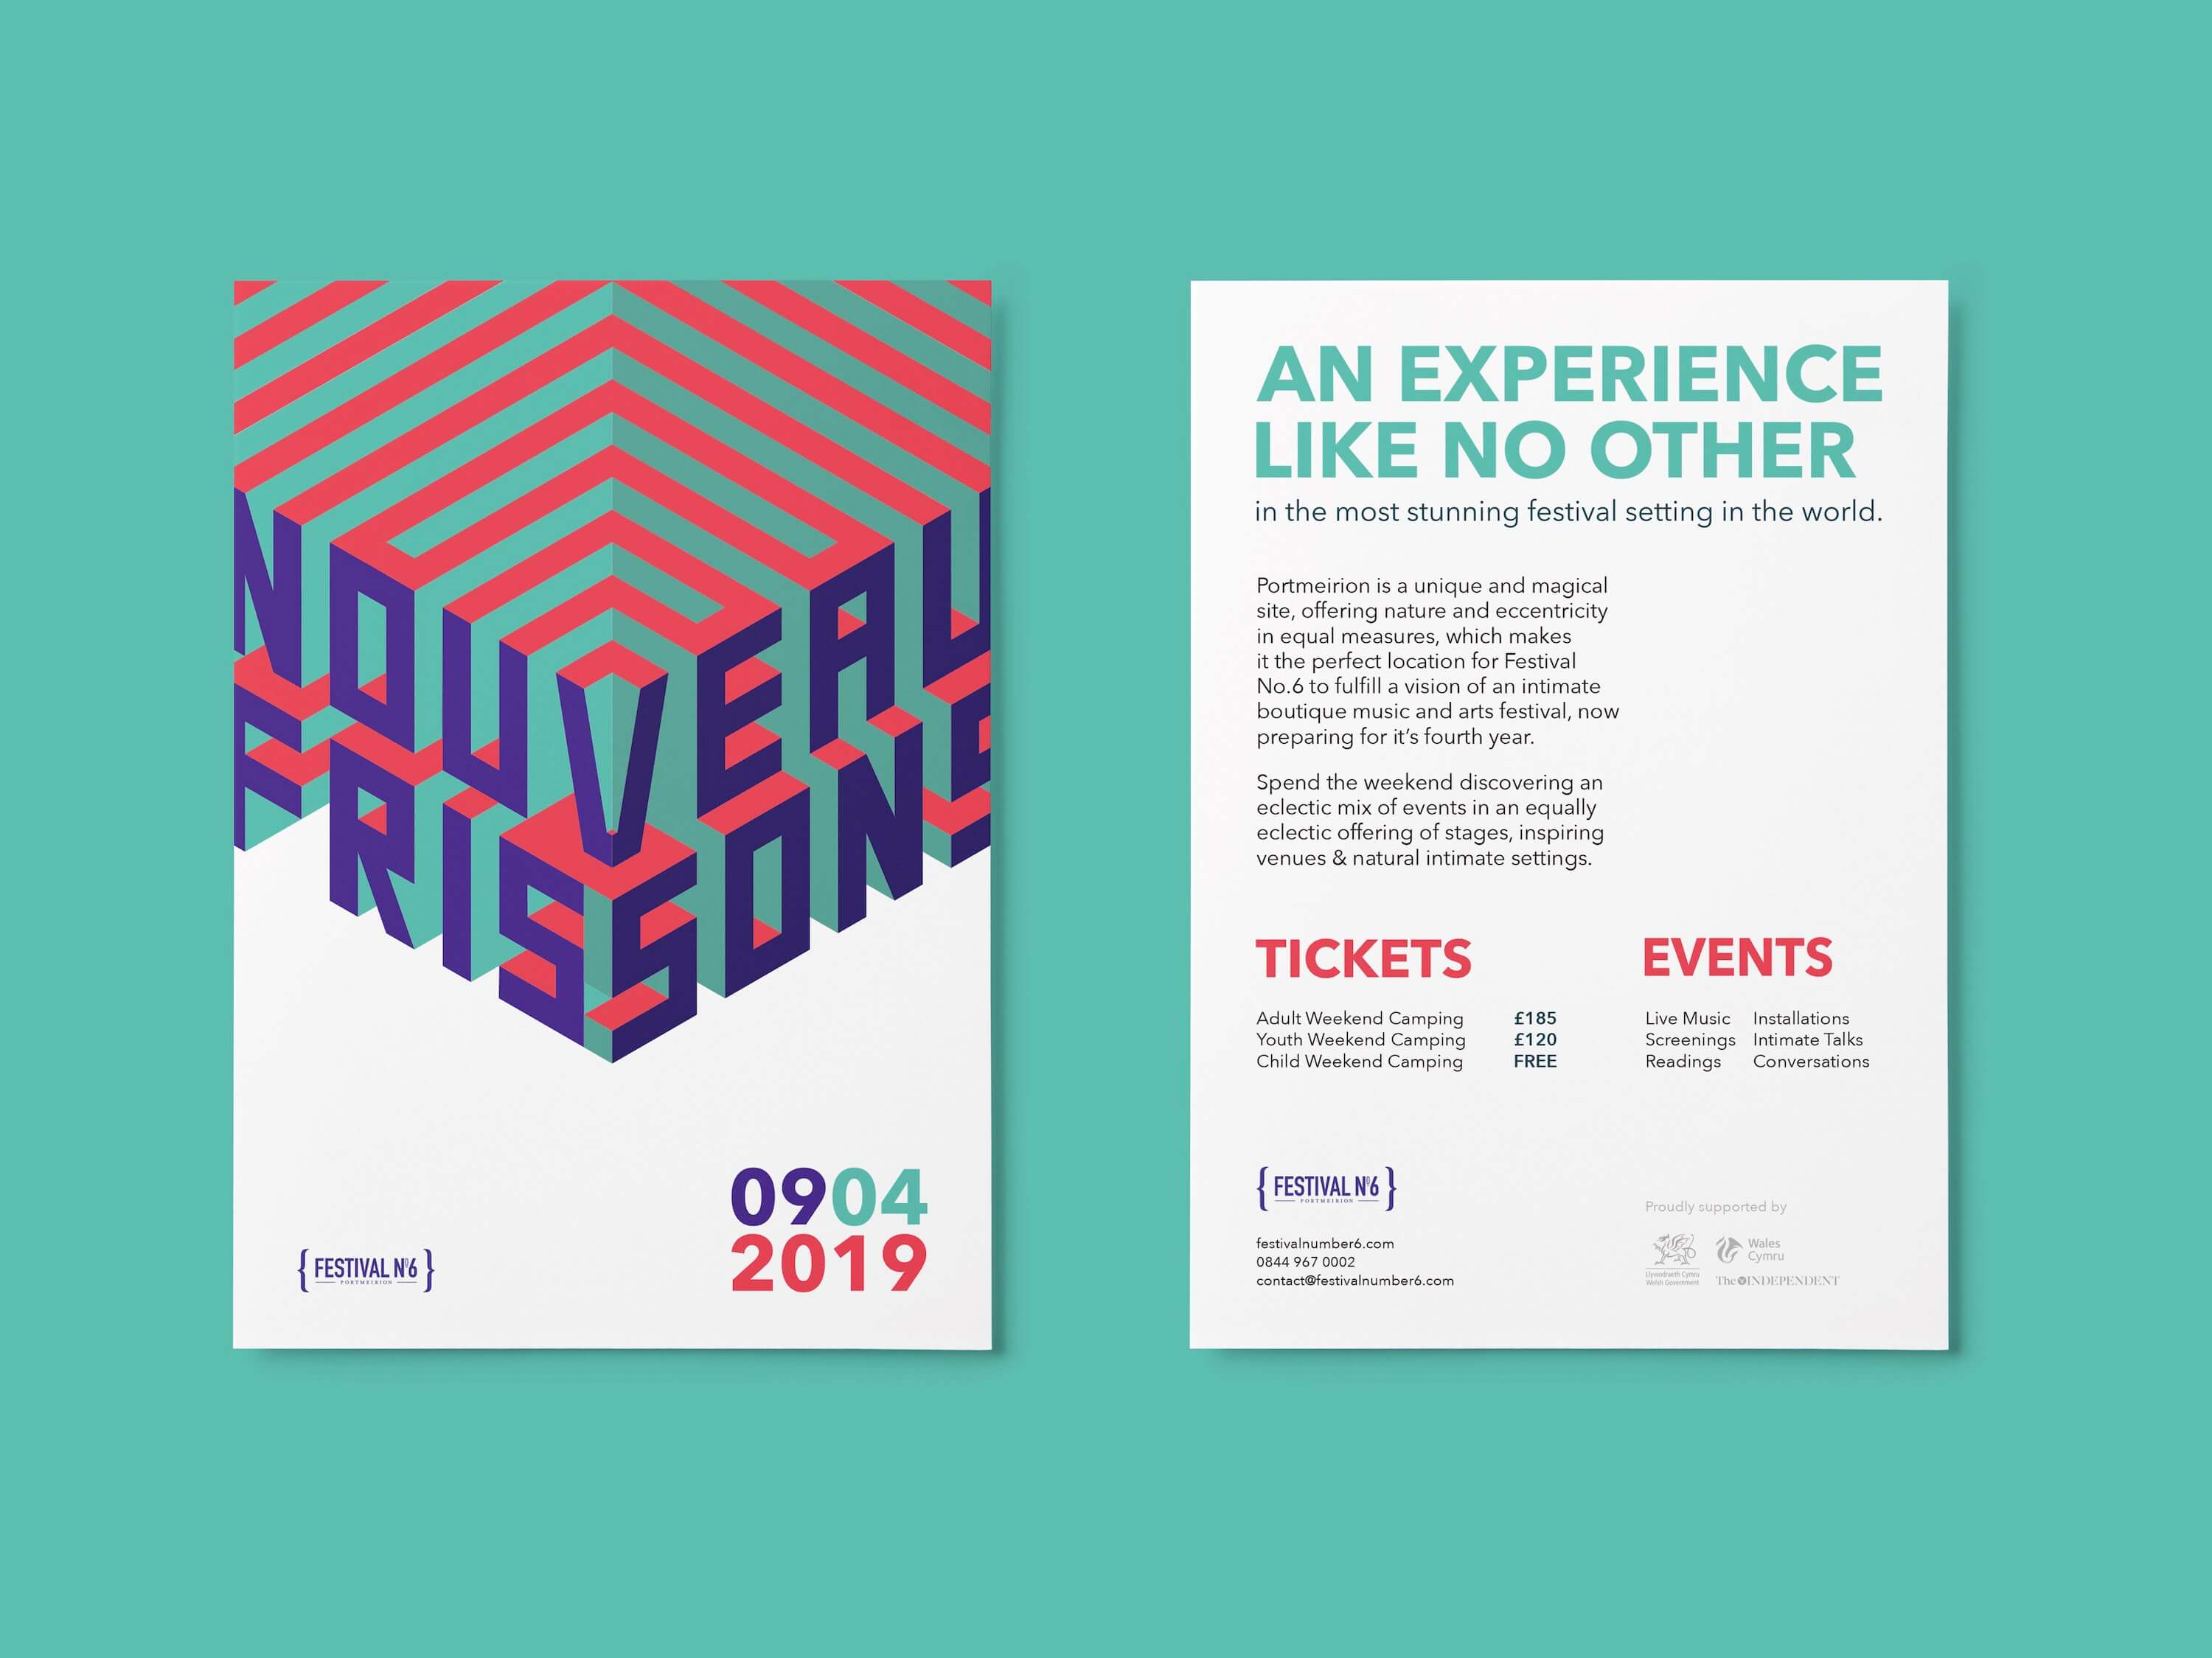 NOUVEAU
FRISSON
0904
2019
{ FESTIVAL Nº6 }
PORTMEIRION
AN EXPERIENCE
LIKE NO OTHER
in the most stunning festival setting in the world.
Portmeirion is a unique and magical
site, offering nature and eccentricity
in equal measures, which makes
it the perfect location for Festival
No.6 to fulfill a vision of an intimate
boutique music and arts festival, now
preparing for it’s fourth year.
Spend the weekend discovering an
eclectic mix of events in an equally
eclectic offering of stages, inspiring
venues & natural intimate settings.
TICKETS
Adult Weekend Camping £185
Youth Weekend Camping £120
Child Weekend Camping FREE
EVENTS
Live Music Installations
Screenings Intimate Talks
Readings Conversations
{ FESTIVAL Nº6 }
PORTMEIRION
festivalnumber6.com
0844 967 0002
contact@festivalnumber6.com
Proudly supported by
Llywodraeth Cymru
Welsh Government
Wales
Cymru
The INDEPENDENT